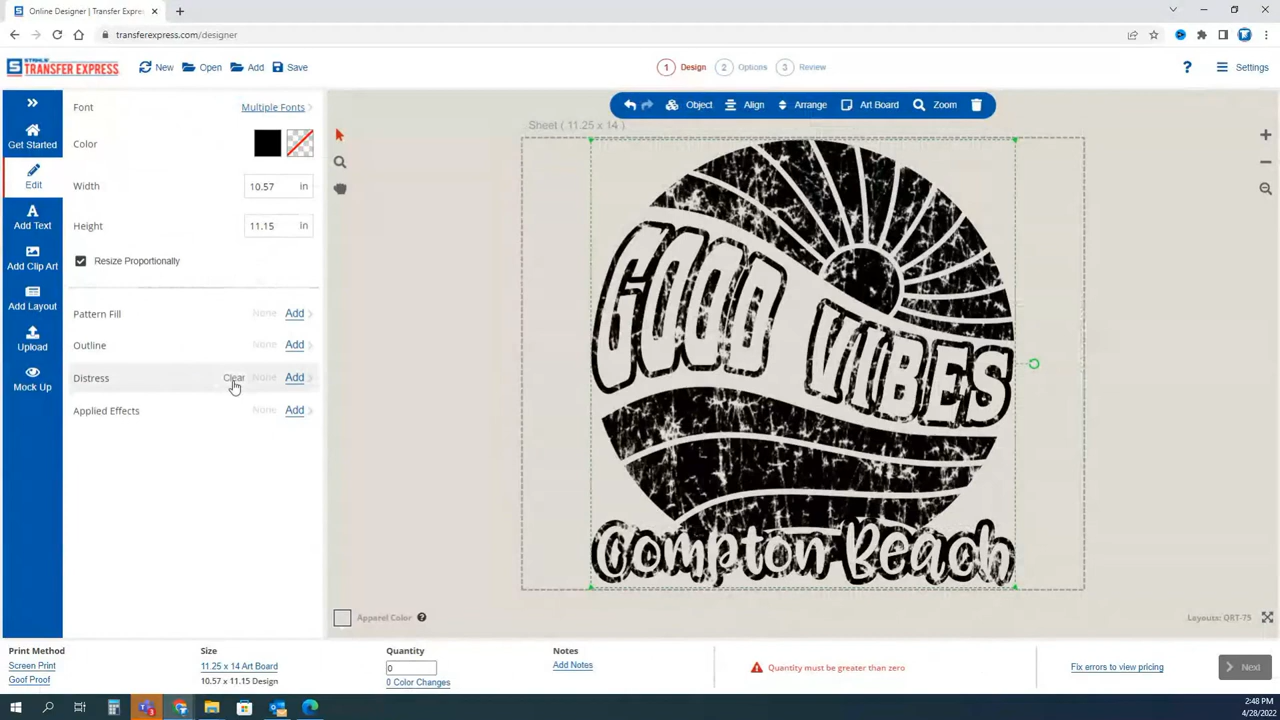 Online Designer | Transfer Expres
transferexpress.com/designer
STAHLS'
TRANSFER EXPRESS
New
Open
Add
Save
1 Design
2 Options
3 Review
?
Settings
Get Started
Edit
Add Text
Add Clip Art
Add Layout
Upload
Mock Up
Font
Multiple Fonts
Color
Width
10.57 in
Height
11.15 in
Resize Proportionally
Pattern Fill None Add
Outline None Add
Distress Clear None Add
Applied Effects None Add
Object
Align
Arrange
Art Board
Zoom
Sheet ( 11.25 x 14 )
GOOD VIBES
Compton Beach
Apparel Color ?
Layouts: QRT-75
Print Method
Screen Print
Goof Proof
Size
11.25 x 14 Art Board
10.57 x 11.15 Design
Quantity
0
0 Color Changes
Notes
Add Notes
Quantity must be greater than zero
Fix errors to view pricing
Next
2:48 PM
4/28/2022